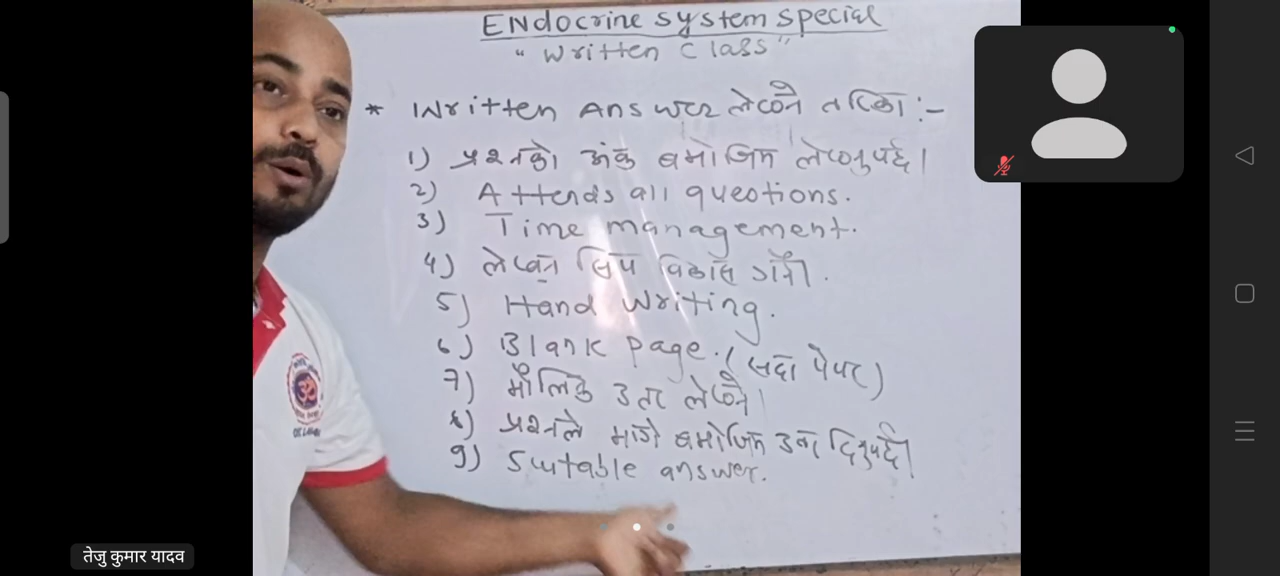 Endocrine system special
"Written Class"
* Written Answer लेख्ने तरिका :-
1) प्रश्नको अंक बमोजिम लेख्नुपर्छ।
2) Attends all questions.
3) Time management.
4) लेखन सिप विकास गर्ने।
5) Hand Writing.
6) Blank page. (सादा पेपर)
7) मौलिक उत्तर लेख्ने।
8) प्रश्नले मागे बमोजिम उत्तर दिनुपर्छ।
9) Suitable answer.
तेजु कुमार यादव